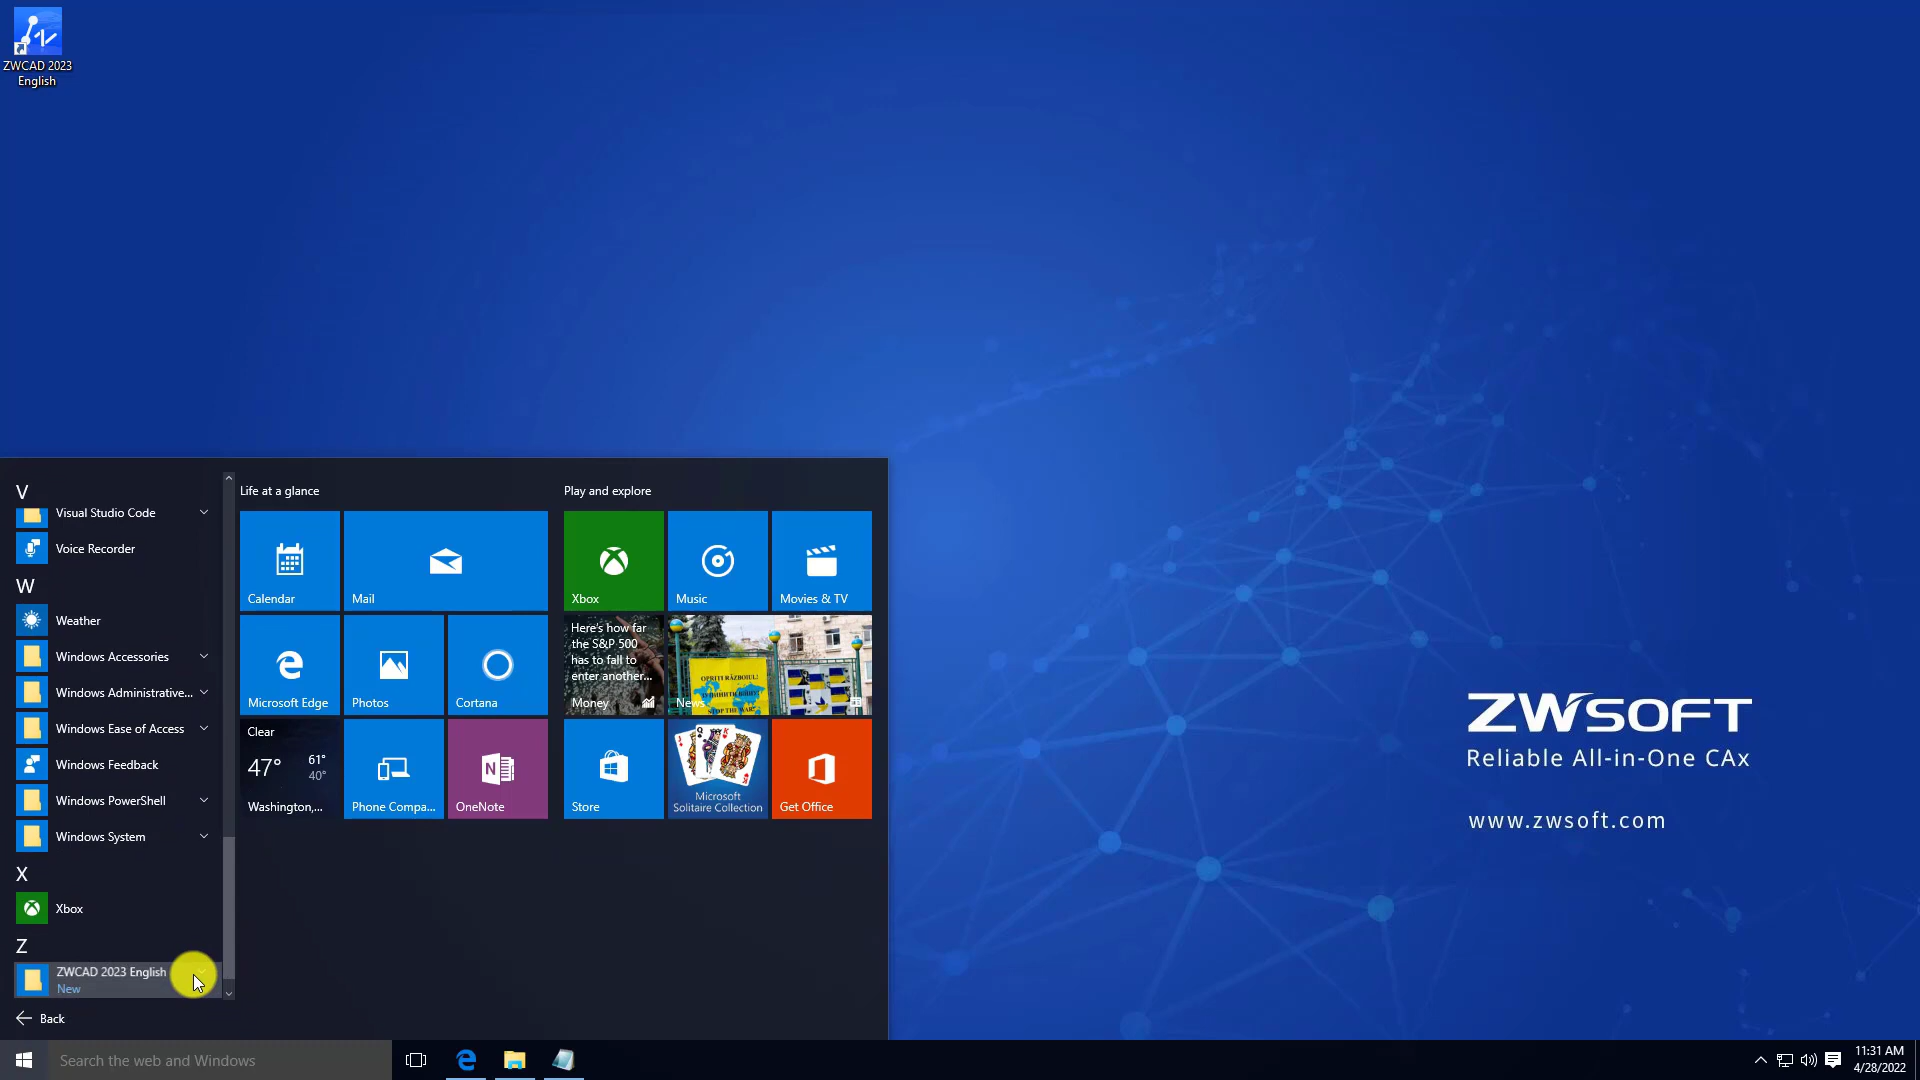 ZWCAD 2023
English
V
Visual Studio Code
Voice Recorder
W
Weather
Windows Accessories
Windows Administrative...
Windows Ease of Access
Windows Feedback
Windows PowerShell
Windows System
X
Xbox
Z
ZWCAD 2023 English
New
Back
Life at a glance
Calendar
Mail
Microsoft Edge
Photos
Cortana
Clear
47°
61°
40°
Washington,...
Phone Compa...
OneNote
Play and explore
Xbox
Music
Movies & TV
Here's how far
the S&P 500
has to fall to
enter another...
Money
OPRITI RĂZBOIUL!
News
Store
Microsoft
Solitaire Collection
Get Office
ZWSOFT
Reliable All-in-One CAx
www.zwsoft.com
Search the web and Windows
11:31 AM
4/28/2022